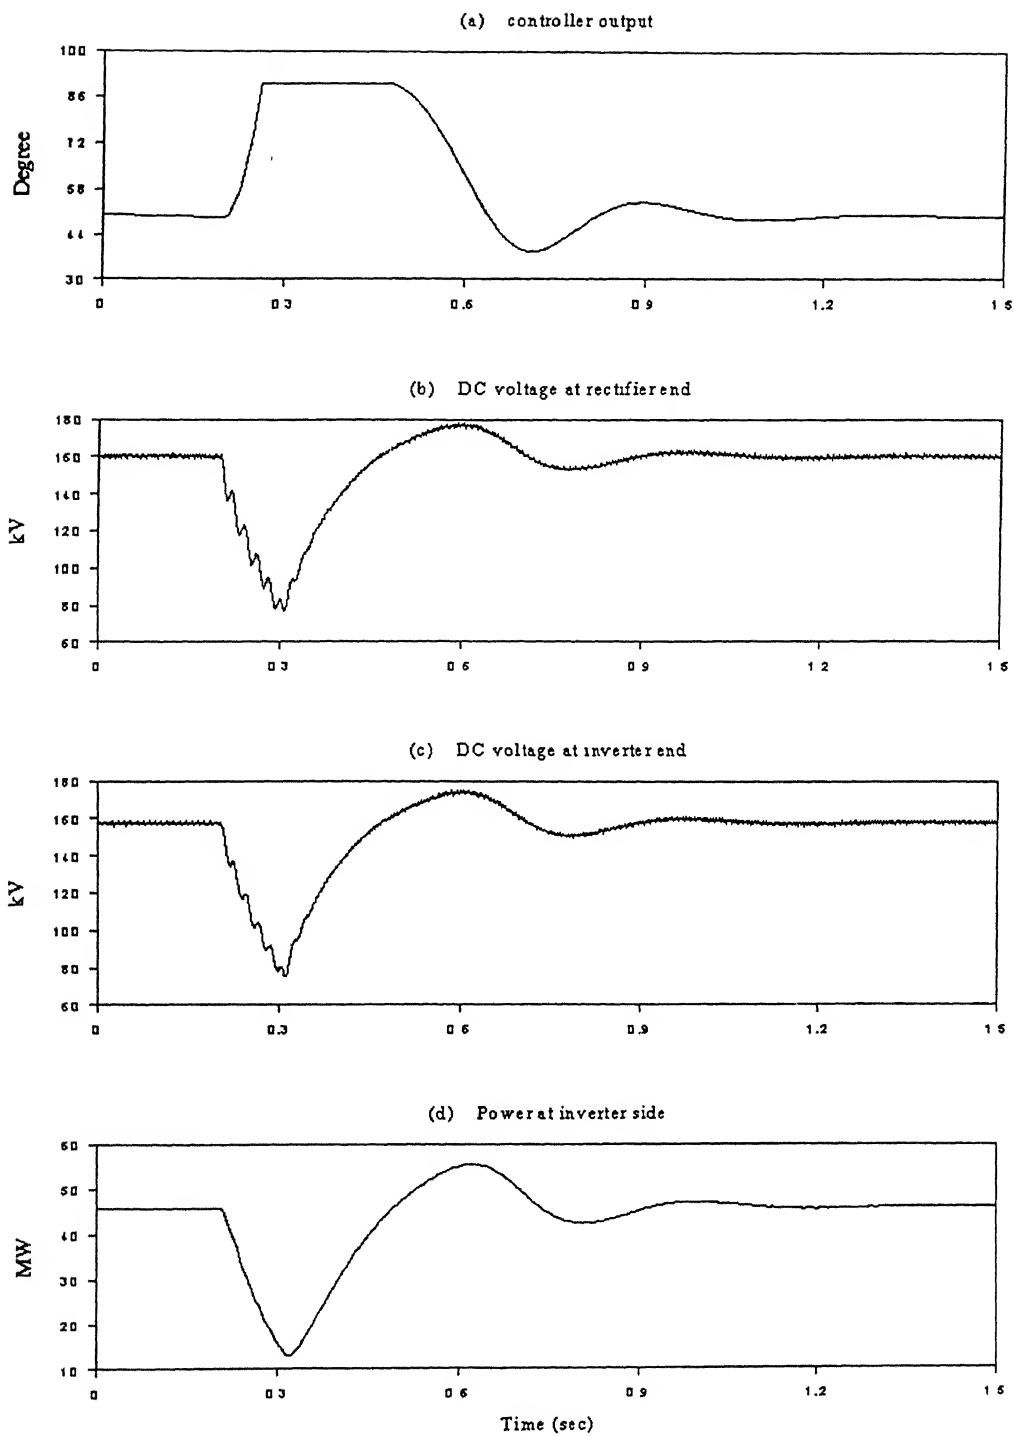 (a) controller output
100
86
72
58
44
30
Degree
0 0.3 0.6 0.9 1.2 1 5
(b) DC voltage at rectifier end
180
160
140
120
100
80
60
kV
0 0 3 0 6 0 9 1 2 1 5
(c) DC voltage at inverter end
180
160
140
120
100
80
60
kV
0 0.3 0 6 0.9 1.2 1 5
(d) Power at inverter side
60
50
40
30
20
10
MW
0 0 3 0 6 0 9 1.2 1 5
Time (sec)